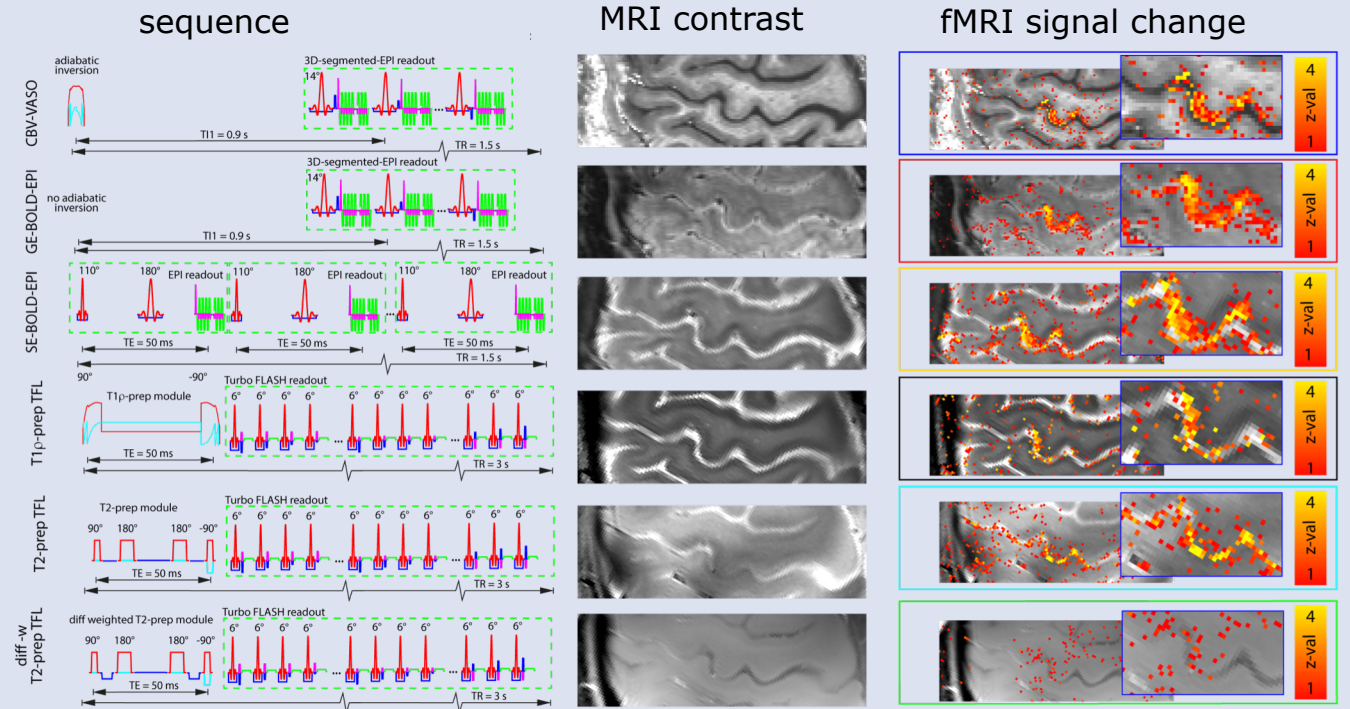 sequence
MRI contrast
fMRI signal change
CBV-VASO
adiabatic
inversion
3D-segmented-EPI readout
14°
...
TI1 = 0.9 s
TR = 1.5 s
4
z-val
1
GE-BOLD-EPI
no adiabatic
inversion
3D-segmented-EPI readout
14°
...
TI1 = 0.9 s
TR = 1.5 s
4
z-val
1
SE-BOLD-EPI
110° 180° EPI readout 110° 180° EPI readout 110° 180° EPI readout
...
TE = 50 ms TE = 50 ms TE = 50 ms
TR = 1.5 s
4
z-val
1
T1ρ-prep TFL
90° -90°
T1ρ-prep module
TE = 50 ms
Turbo FLASH readout
6° 6° 6° 6° 6° 6° 6° 6° 6° 6° 6°
... ...
TR = 3 s
4
z-val
1
T2-prep TFL
T2-prep module
90° 180° 180° -90°
TE = 50 ms
Turbo FLASH readout
6° 6° 6° 6° 6° 6° 6° 6° 6° 6° 6°
... ...
TR = 3 s
4
z-val
1
diff -w
T2-prep TFL
diff weighted T2-prep module
90° 180° 180° -90°
TE = 50 ms
Turbo FLASH readout
6° 6° 6° 6° 6° 6° 6° 6° 6° 6° 6°
... ...
TR = 3 s
4
z-val
1